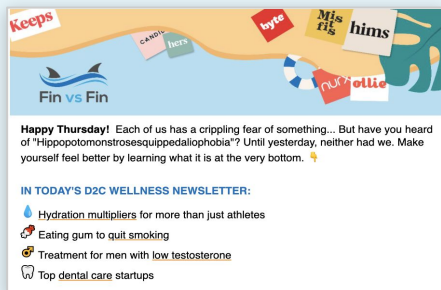 Keeps
CANDID
hers
byte
Mis
fit
s
hims
nurx
ollie
Fin vs Fin
Happy Thursday! Each of us has a crippling fear of something... But have you heard
of "Hippopotomonstrosesquippedaliophobia"? Until yesterday, neither had we. Make
yourself feel better by learning what it is at the very bottom. 👇
IN TODAY'S D2C WELLNESS NEWSLETTER:
💧 Hydration multipliers for more than just athletes
Eating gum to quit smoking
Treatment for men with low testosterone
🦷 Top dental care startups